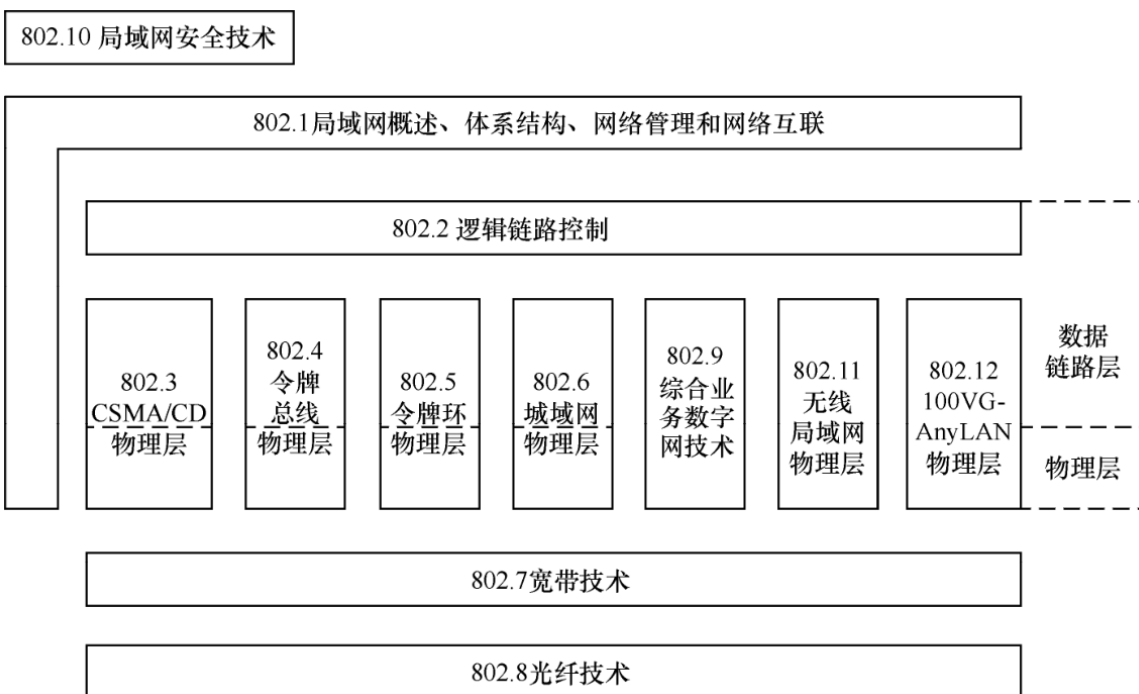 802.10 局域网安全技术
802.1局域网概述、体系结构、网络管理和网络互联
802.2 逻辑链路控制
802.3
CSMA/CD
物理层
802.4
令牌
总线
物理层
802.5
令牌环
物理层
802.6
城域网
物理层
802.9
综合业
务数字
网技术
802.11
无线
局域网
物理层
802.12
100VG-
AnyLAN
物理层
数据
链路层
物理层
802.7宽带技术
802.8光纤技术